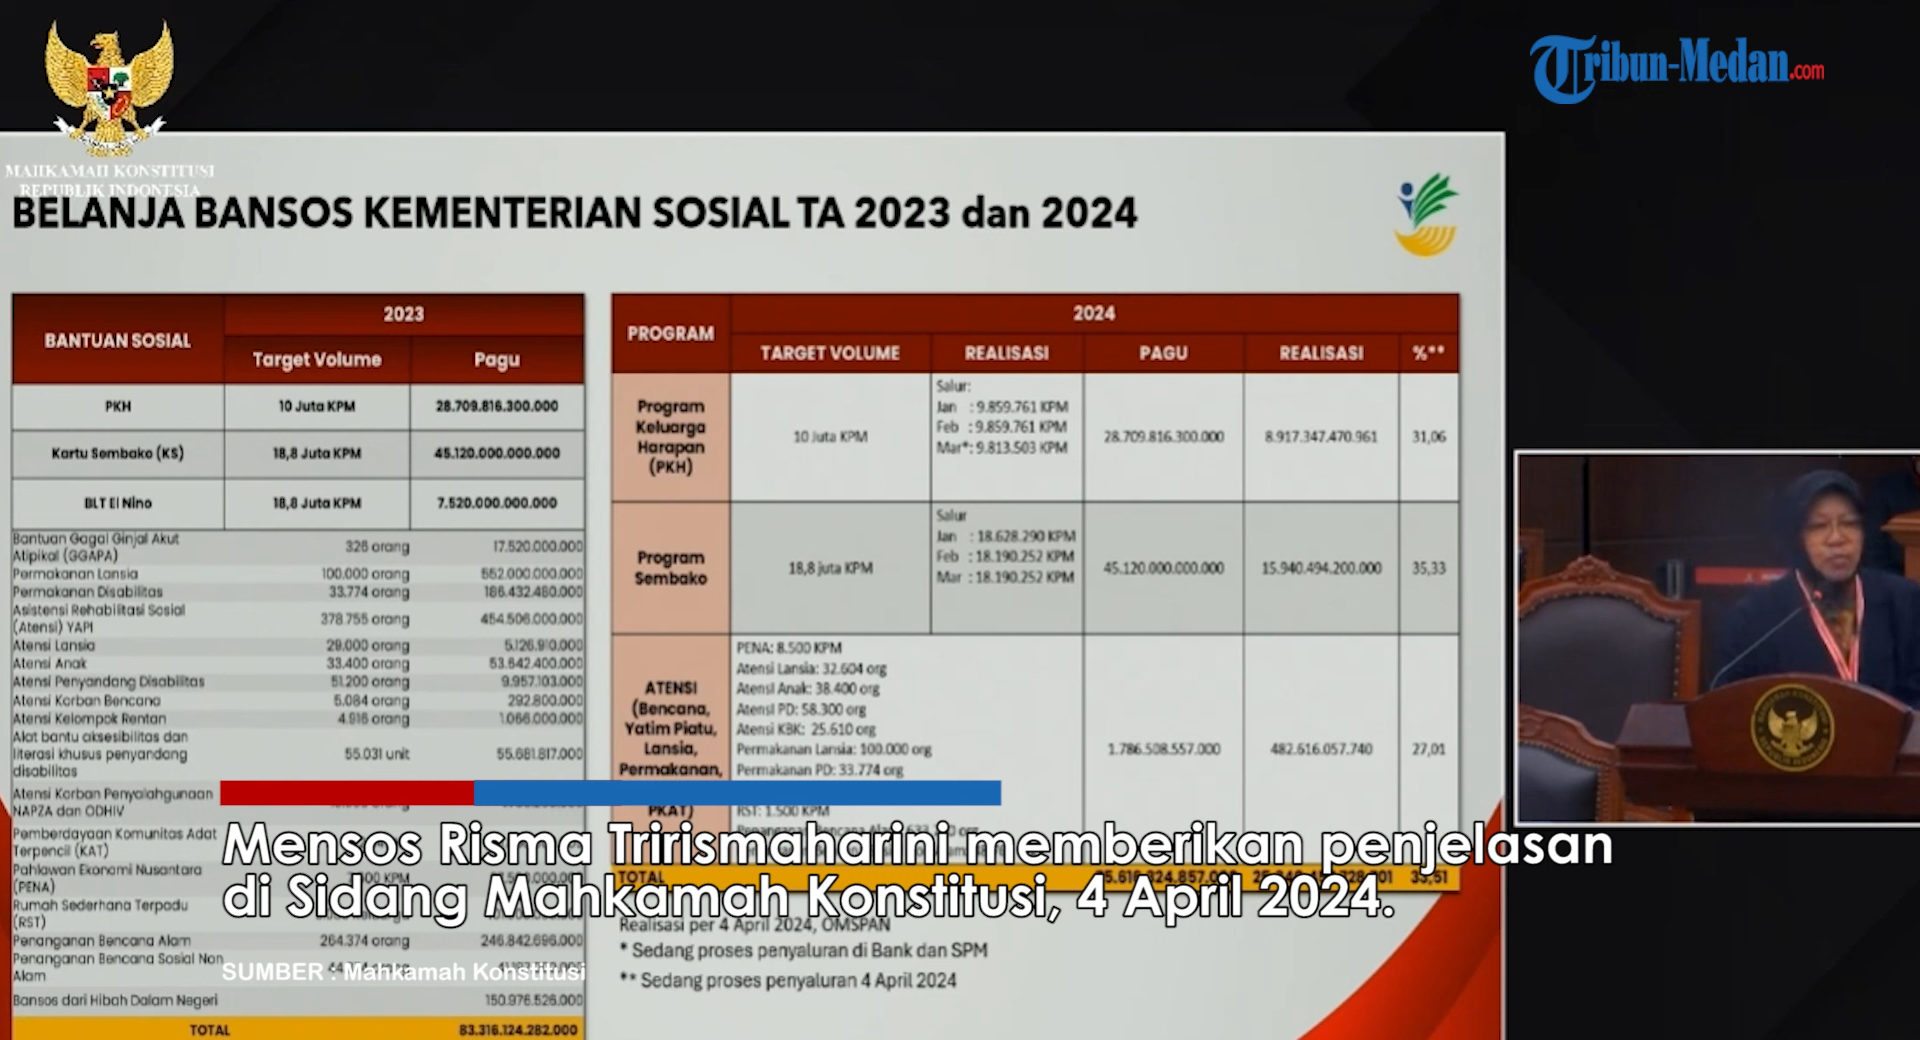 Tribun-Medan.com
MAHKAMAH KONSTITUSI
REPUBLIK INDONESIA
BELANJA BANSOS KEMENTERIAN SOSIAL TA 2023 dan 2024
BANTUAN SOSIAL
2023
Target Volume Pagu
PKH 10 Juta KPM 28.709.816.300.000
Kartu Sembako (KS) 18,8 Juta KPM 45.120.000.000.000
BLT El Nino 18,8 Juta KPM 7.520.000.000.000
Bantuan Gagal Ginjal Akut
Atipikal (GGAPA) 326 orang 17.520.000.000
Permakanan Lansia 100.000 orang 552.000.000.000
Permakanan Disabilitas 33.774 orang 186.432.480.000
Asistensi Rehabilitasi Sosial
(Atensi) YAPI 378.755 orang 454.506.000.000
Atensi Lansia 29.000 orang 5.126.910.000
Atensi Anak 33.400 orang 53.642.400.000
Atensi Penyandang Disabilitas 51.200 orang 9.957.103.000
Atensi Korban Bencana 5.084 orang 292.800.000
Atensi Kelompok Rentan 4.916 orang 1.066.000.000
Alat bantu aksesibilitas dan
literasi khusus penyandang
disabilitas 55.031 unit 55.681.817.000
Atensi Korban Penyalahgunaan
NAPZA dan ODHIV
Pemberdayaan Komunitas Adat
Terpencil (KAT)
Pahlawan Ekonomi Nusantara
(PENA)
Rumah Sederhana Terpadu
(RST)
Penanganan Bencana Alam 264.374 orang 246.842.696.000
Penanganan Bencana Sosial Non
Alam
Bansos dari Hibah Dalam Negeri 150.976.526.000
TOTAL 83.316.124.282.000
PROGRAM
2024
TARGET VOLUME REALISASI PAGU REALISASI %**
Program
Keluarga
Harapan
(PKH)
10 Juta KPM
Salur:
Jan : 9.859.761 KPM
Feb : 9.859.761 KPM
Mar*: 9.813.503 KPM
28.709.816.300.000 8.917.347.470.961 31,06
Program
Sembako
18,8 juta KPM
Salur
Jan : 18.628.290 KPM
Feb : 18.190.252 KPM
Mar : 18.190.252 KPM
45.120.000.000.000 15.940.494.200.000 35,33
ATENSI
(Bencana,
Yatim Piatu,
Lansia,
Permakanan,
PKAT)
PENA: 8.500 KPM
Atensi Lansia: 32.604 org
Atensi Anak: 38.400 org
Atensi PD: 58.300 org
Atensi KBK: 25.610 org
Permakanan Lansia: 100.000 org
Permakanan PD: 33.774 org
RST: 1.500 KPM
1.786.508.557.000 482.616.057.740 27,01
TOTAL
Realisasi per 4 April 2024, OMSPAN
* Sedang proses penyaluran di Bank dan SPM
** Sedang proses penyaluran 4 April 2024
Mensos Risma Trirismaharini memberikan penjelasan
di Sidang Mahkamah Konstitusi, 4 April 2024.
SUMBER : Mahkamah Konstitusi